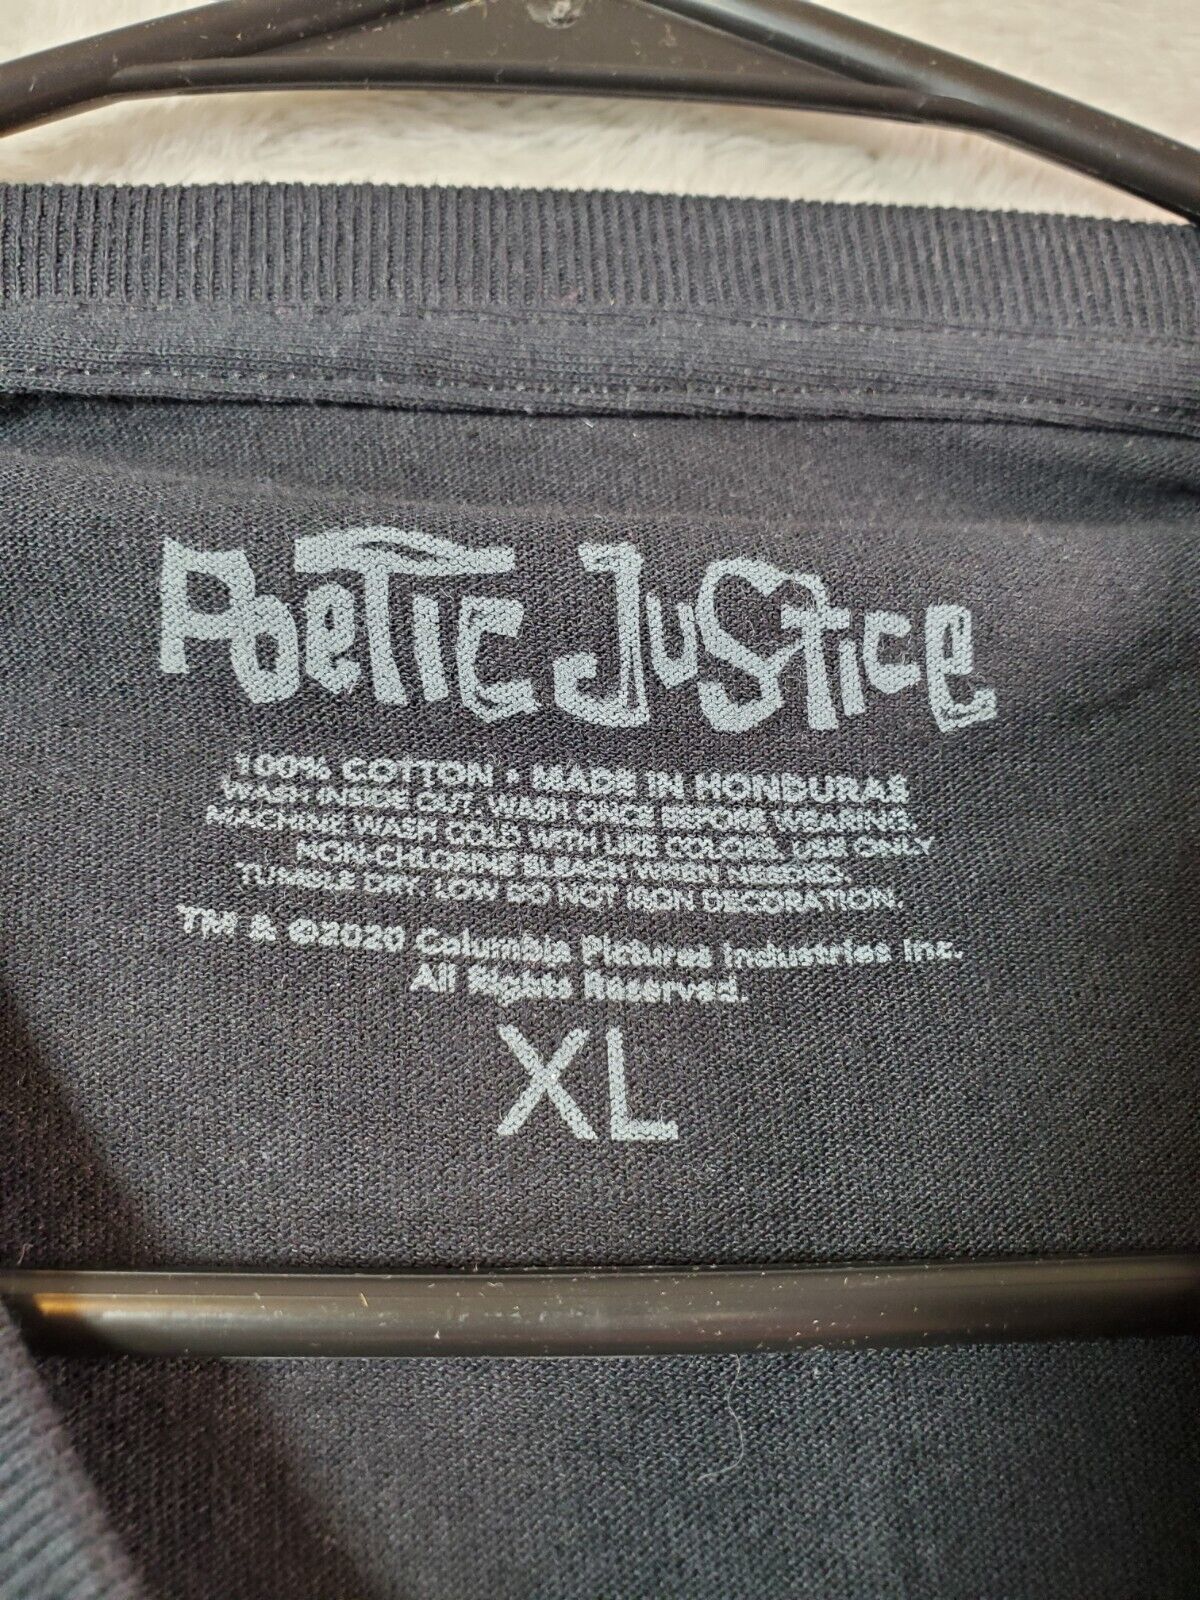 Poetic Justice
100% COTTON • MADE IN HONDURAS
WASH INSIDE OUT. WASH ONCE BEFORE WEARING.
MACHINE WASH COLD WITH LIKE COLORS. USE ONLY
NON-CHLORINE BLEACH WHEN NEEDED.
TUMBLE DRY. LOW DO NOT IRON DECORATION.
TM & ©2020 Columbia Pictures Industries Inc.
All Rights Reserved.
XL